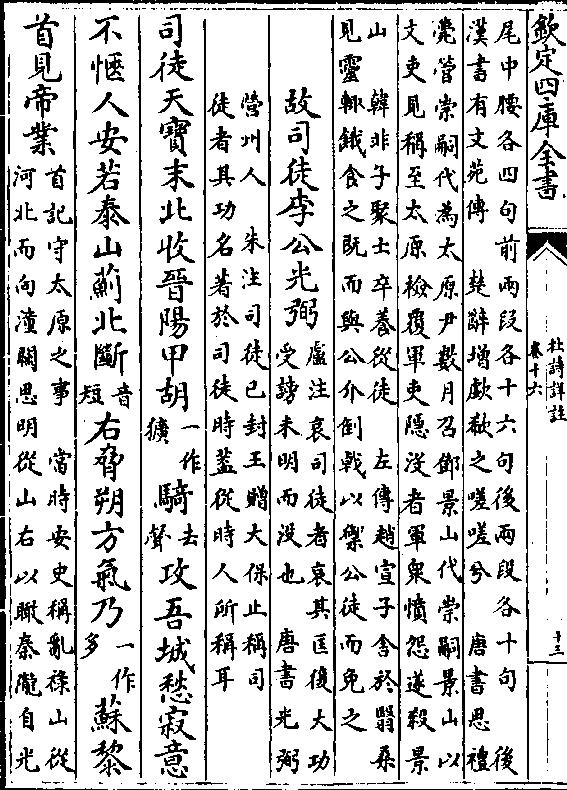 欽定四庫全書
杜詩詳註
卷十六
十三
尾中腰各四句前兩段各十六句後兩段各十句　後
漢書有文苑傳　楚辭增歔欷之嗟嗟兮　唐書思禮
薨管崇嗣代為太原尹數月召鄧景山代崇嗣景山以
文吏見稱至太原檢覆軍吏隱没者軍衆憤怨遂殺景
山　韓非子聚士卒養從徒　左傳趙宣子舍於翳桑
見靈輒餓食之既而與公介倒戟以禦公徒而免之
故司徒李公光弼
盧注哀司徒者哀其匡復大功
受謗未明而没也　唐書光弼
營州人　朱注司徒已封王贈大保止稱司
徒者其功名著於司徒時蓋從時人所稱耳
司徒天寶末北收晉陽甲胡一作獷騎去聲攻吾城愁寂意
不愜人安若泰山薊北斷音短右脅朔方氣乃一作多蘇黎
首見帝業
首記守太原之事　當時安史稱亂祿山從
河北而向潼關思明從山右以瞰秦隴自光